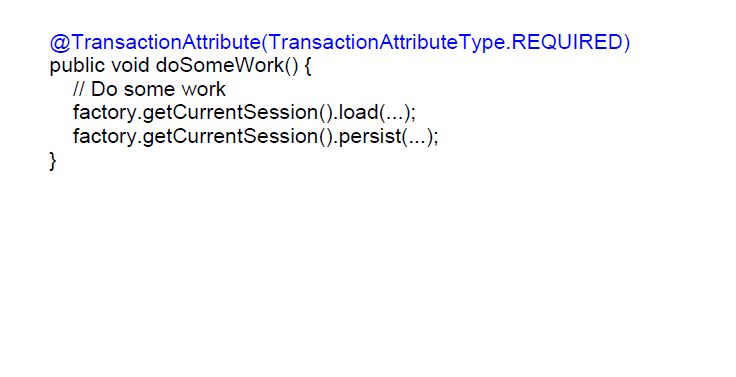 @TransactionAttribute(TransactionAttributeType.REQUIRED)
public void doSomeWork() {
// Do some work
factory.getCurrentSession().load(...);
factory.getCurrentSession().persist(...);
}